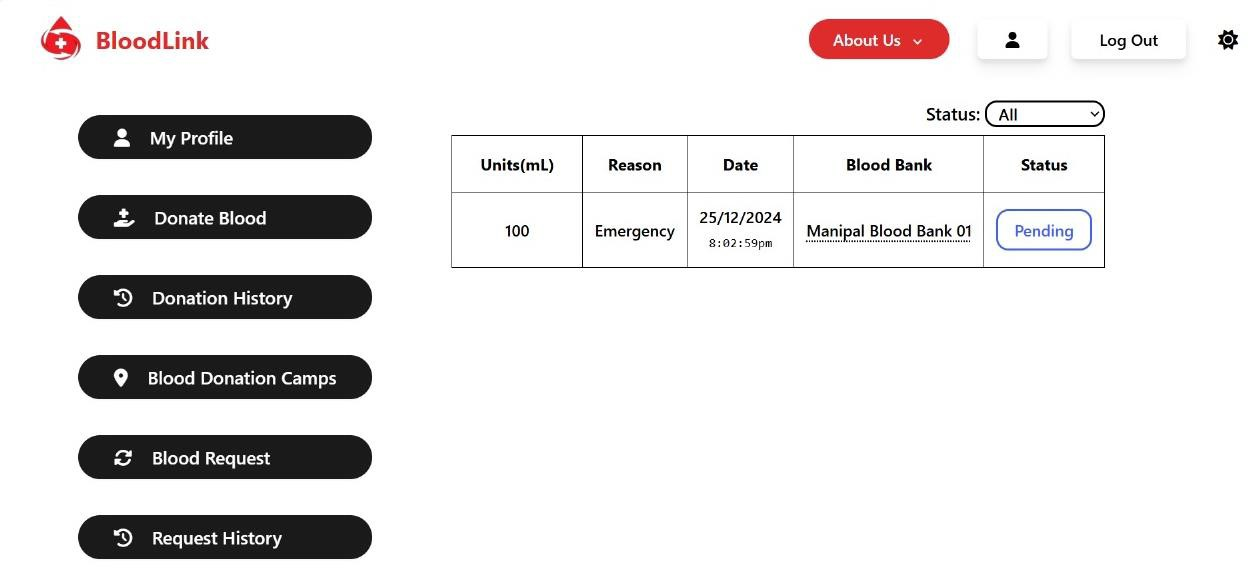 BloodLink
About Us
Log Out
My Profile
Donate Blood
Donation History
Blood Donation Camps
Blood Request
Request History
Status: All
Units(mL) Reason Date Blood Bank Status
100 Emergency 25/12/2024 Manipal Blood Bank 01 Pending
8:02:59pm